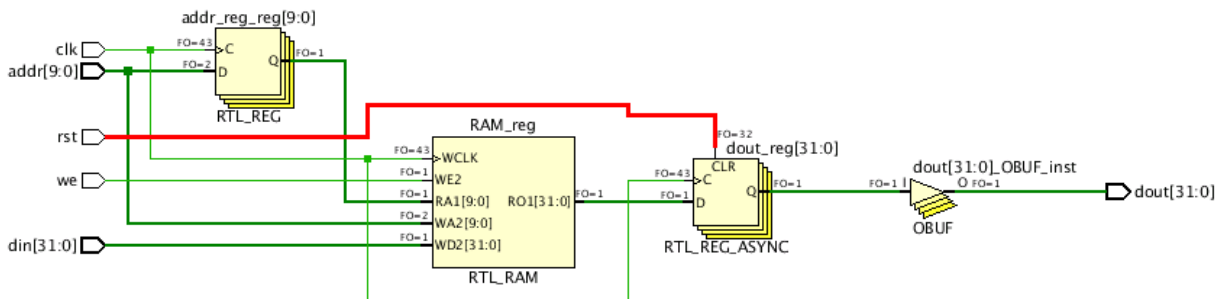 addr_reg_reg[9:0]
clk
FO=43
C
Q
FO=1
addr[9:0]
FO=2
D
RTL_REG
rst
RAM_reg
FO=32
dout_reg[31:0]
CLR
FO=43
WCLK
we
FO=1
WE2
FO=1
RA1[9:0]
RO1[31:0]
FO=1
FO=2
WA2[9:0]
din[31:0]
FO=1
WD2[31:0]
RTL_RAM
FO=43
C
Q
FO=1
FO=1
D
RTL_REG_ASYNC
dout[31:0]_OBUF_inst
FO=1
I
O
FO=1
OBUF
dout[31:0]